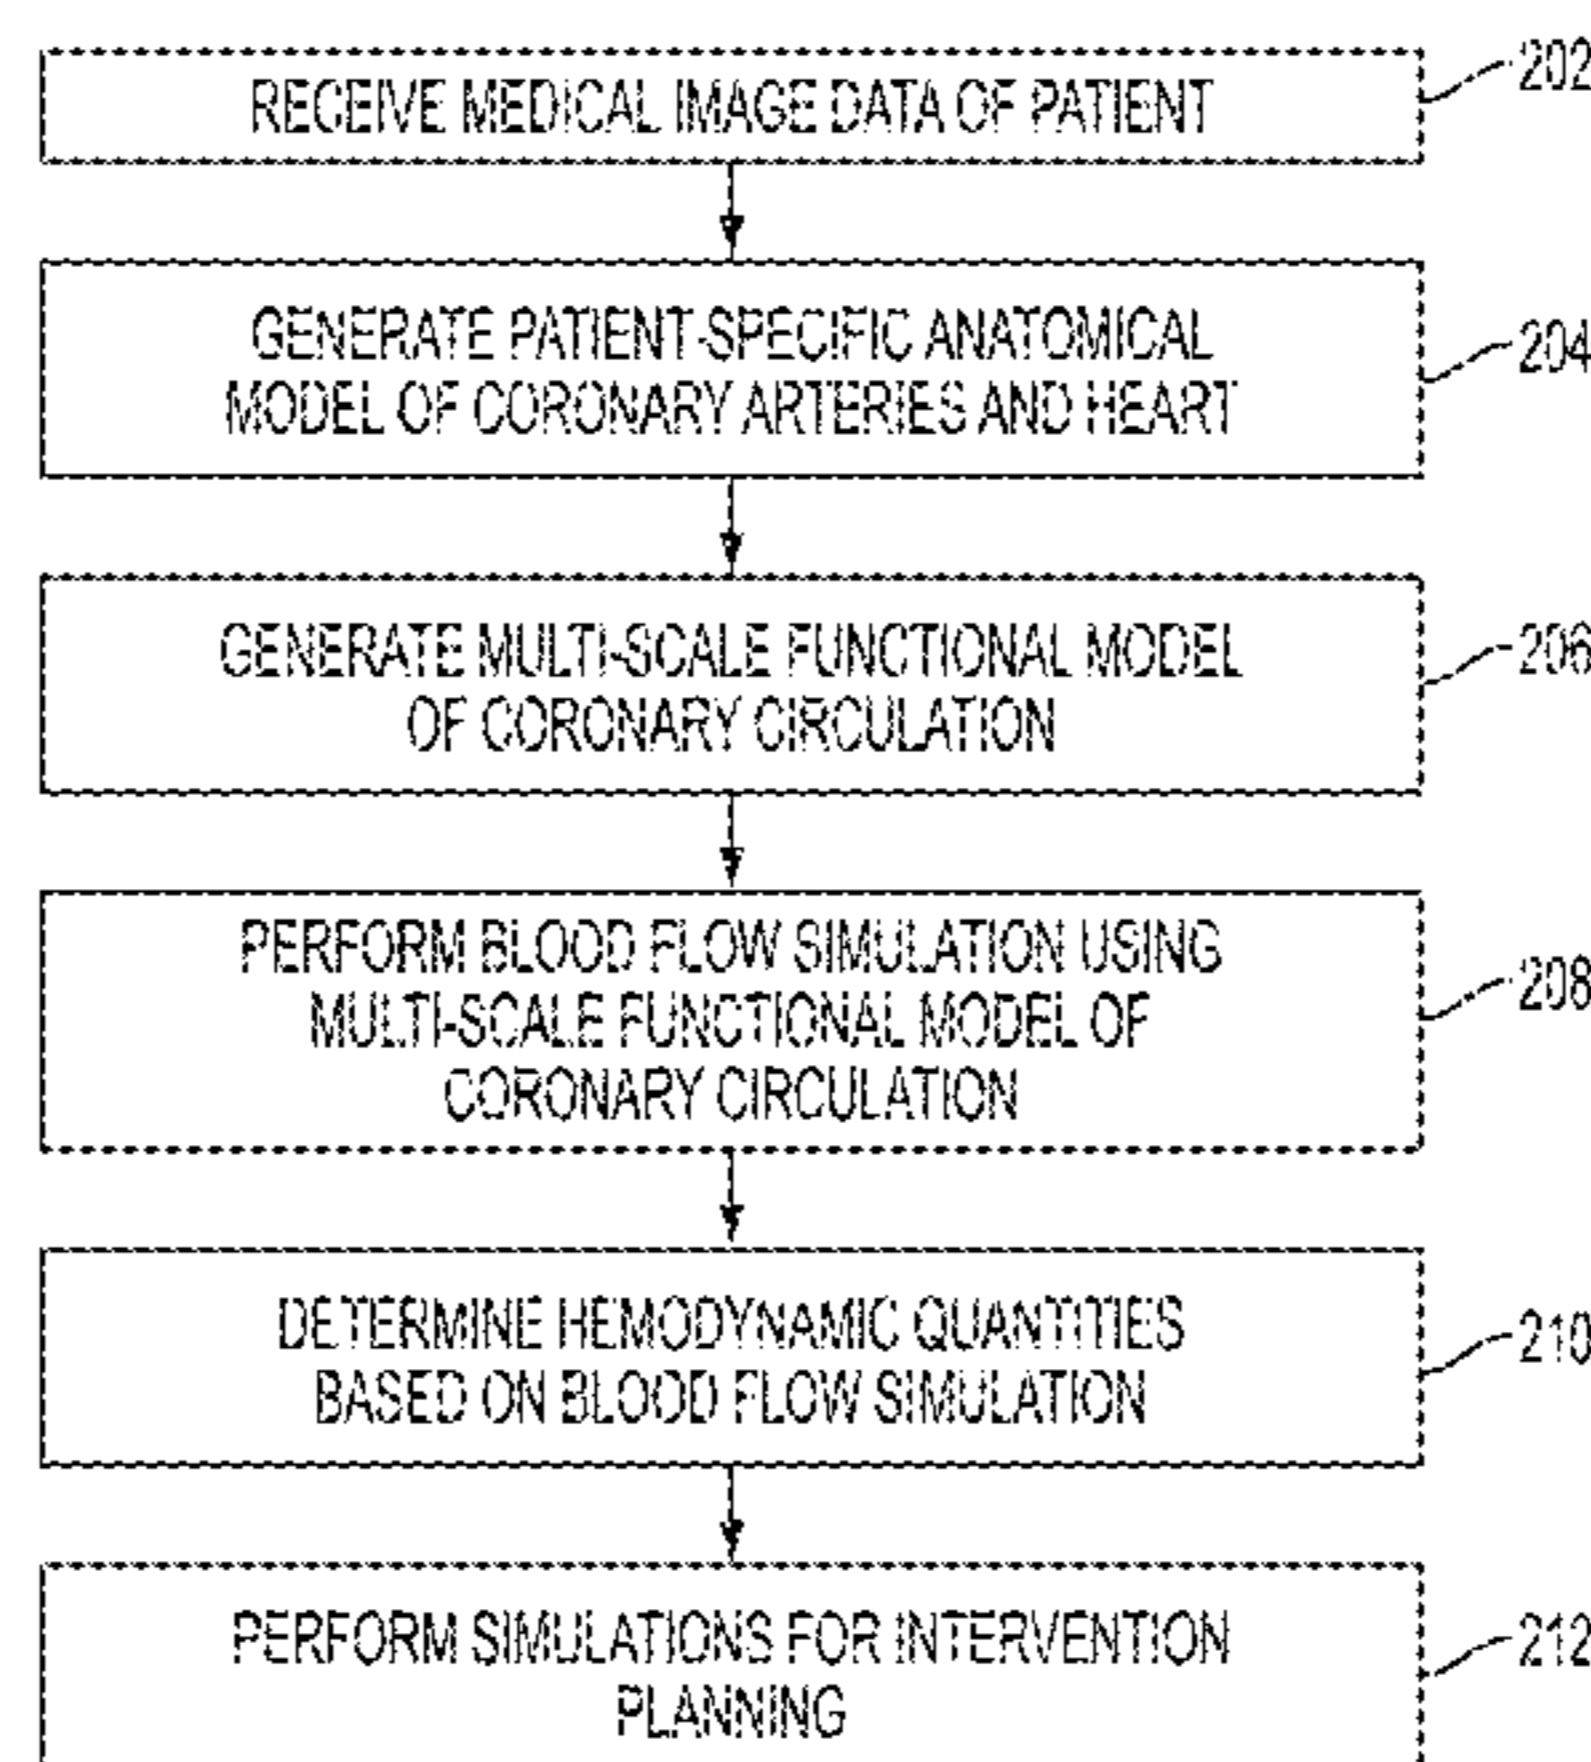 RECEIVE MEDICAL IMAGE DATA OF PATIENT
202
GENERATE PATIENT-SPECIFIC ANATOMICAL
MODEL OF CORONARY ARTERIES AND HEART
204
GENERATE MULTI-SCALE FUNCTIONAL MODEL
OF CORONARY CIRCULATION
206
PERFORM BLOOD FLOW SIMULATION USING
MULTI-SCALE FUNCTIONAL MODEL OF
CORONARY CIRCULATION
208
DETERMINE HEMODYNAMIC QUANTITIES
BASED ON BLOOD FLOW SIMULATION
210
PERFORM SIMULATIONS FOR INTERVENTION
PLANNING
212